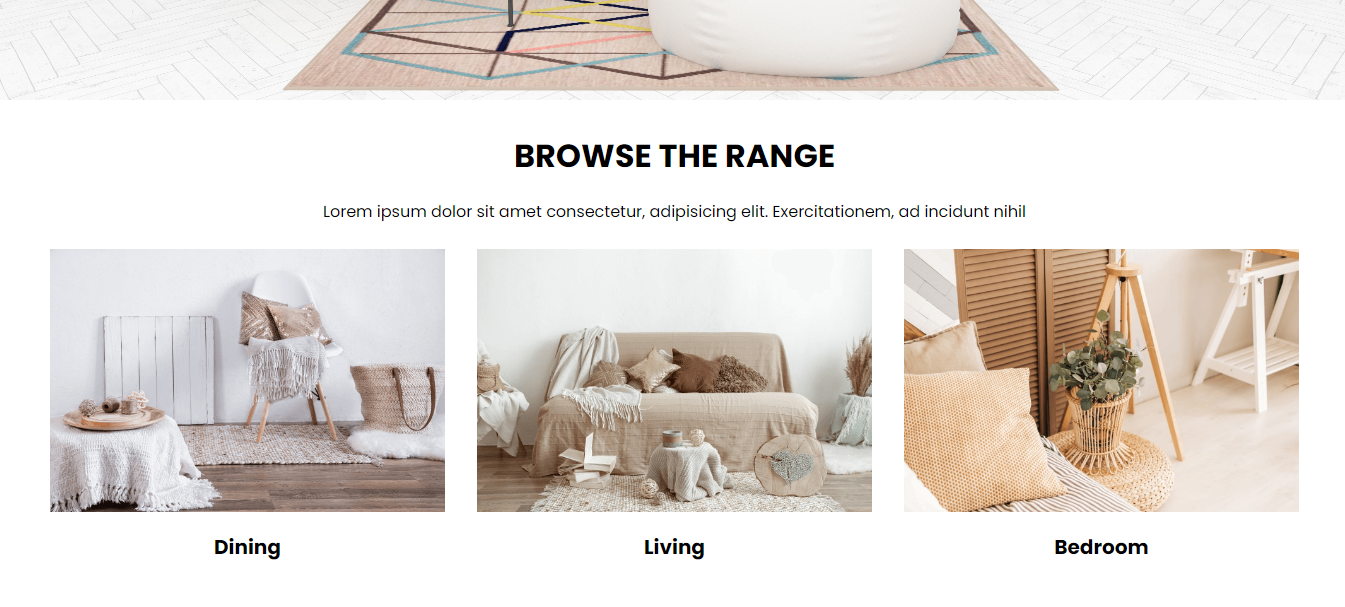 BROWSE THE RANGE
Lorem ipsum dolor sit amet consectetur, adipisicing elit. Exercitationem, ad incidunt nihil
Dining
Living
Bedroom